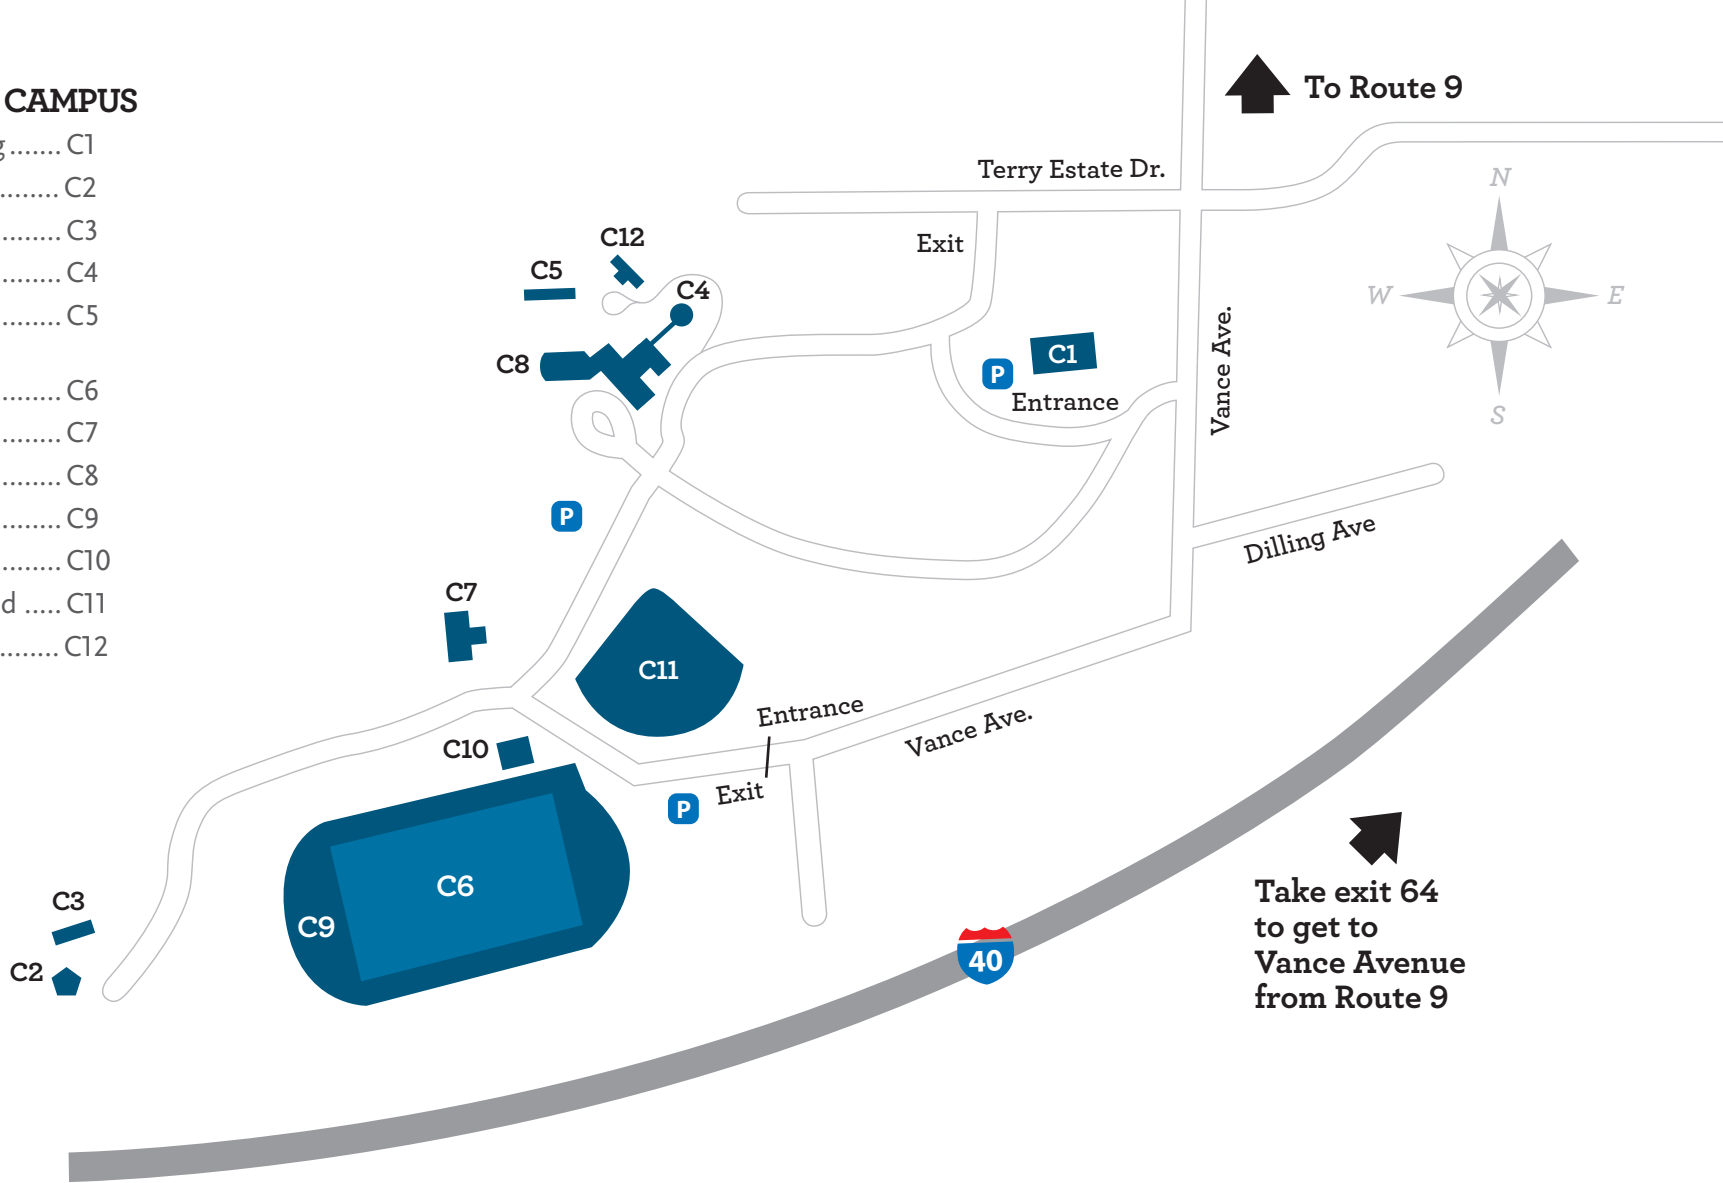 CAMPUS
g ....... C1
........ C2
........ C3
........ C4
........ C5
........ C6
........ C7
........ C8
........ C9
........ C10
d ..... C11
........ C12
To Route 9
Terry Estate Dr.
Exit
C12
C5
C4
C8
P
C1
Entrance
Vance Ave.
N
W
E
S
P
Dilling Ave
C7
C11
Entrance
Vance Ave.
C10
Exit
P
C6
C9
C3
C2
40
Take exit 64
to get to
Vance Avenue
from Route 9